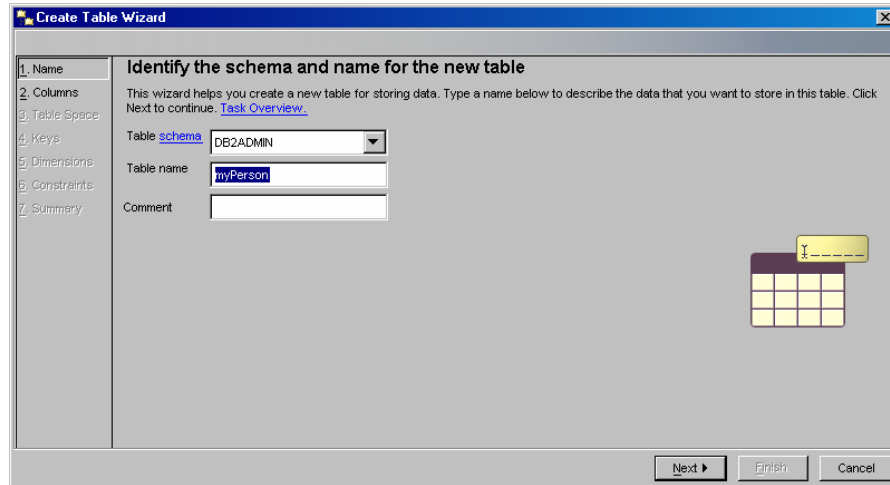 Create Table Wizard
1. Name
2. Columns
3. Table Space
4. Keys
5. Dimensions
6. Constraints
7. Summary
Identify the schema and name for the new table
This wizard helps you create a new table for storing data. Type a name below to describe the data that you want to store in this table. Click
Next to continue. Task Overview.
Table schema DB2ADMIN
Table name myPerson
Comment
Next Finish Cancel